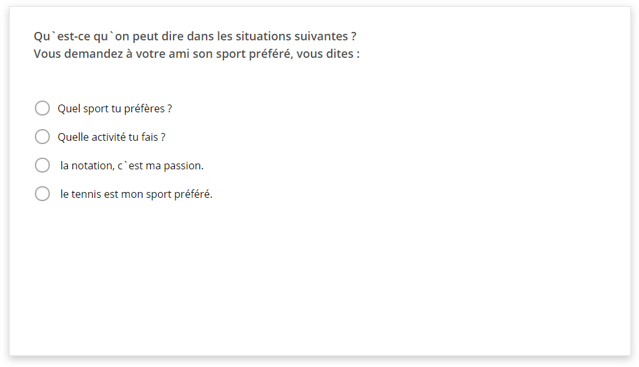 Qu`est-ce qu`on peut dire dans les situations suivantes ?
Vous demandez à votre ami son sport préféré, vous dites :
Quel sport tu préfères ?
Quelle activité tu fais ?
la notation, c`est ma passion.
le tennis est mon sport préféré.